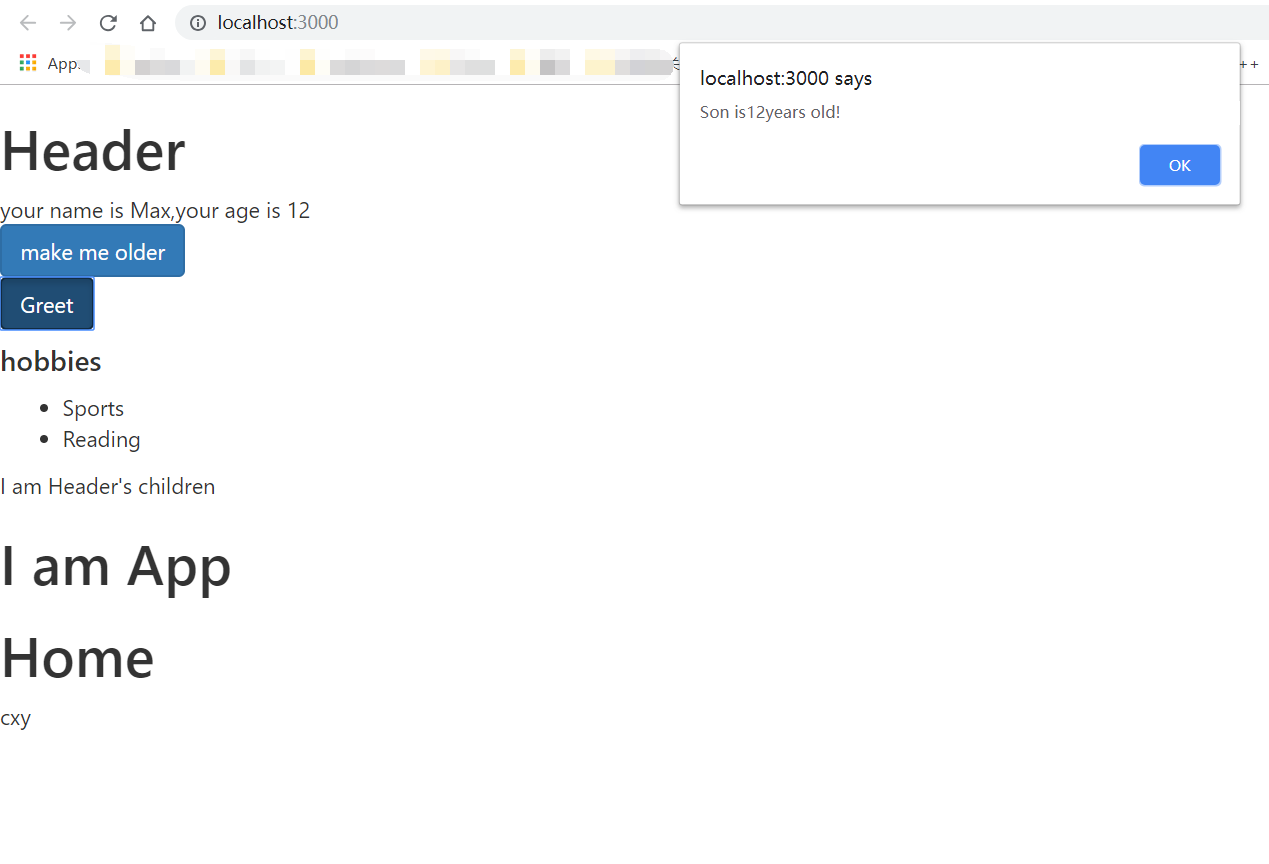 localhost:3000
Apps
++
localhost:3000 says
Son is12years old!
OK
Header
your name is Max,your age is 12
make me older
Greet
hobbies
Sports
Reading
I am Header's children
I am App
Home
cxy